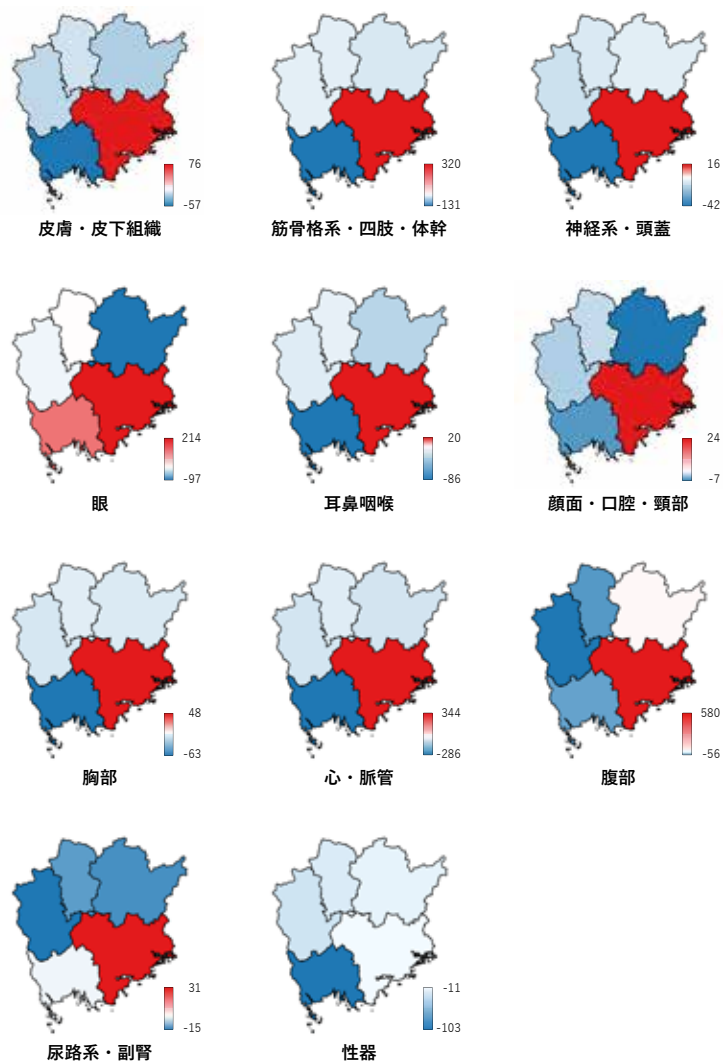 76
-57
皮膚・皮下組織
320
-131
筋骨格系・四肢・体幹
16
-42
神経系・頭蓋
214
-97
眼
20
-86
耳鼻咽喉
24
-7
顔面・口腔・頸部
48
-63
胸部
344
-286
心・脈管
580
-56
腹部
31
-15
尿路系・副腎
-11
-103
性器